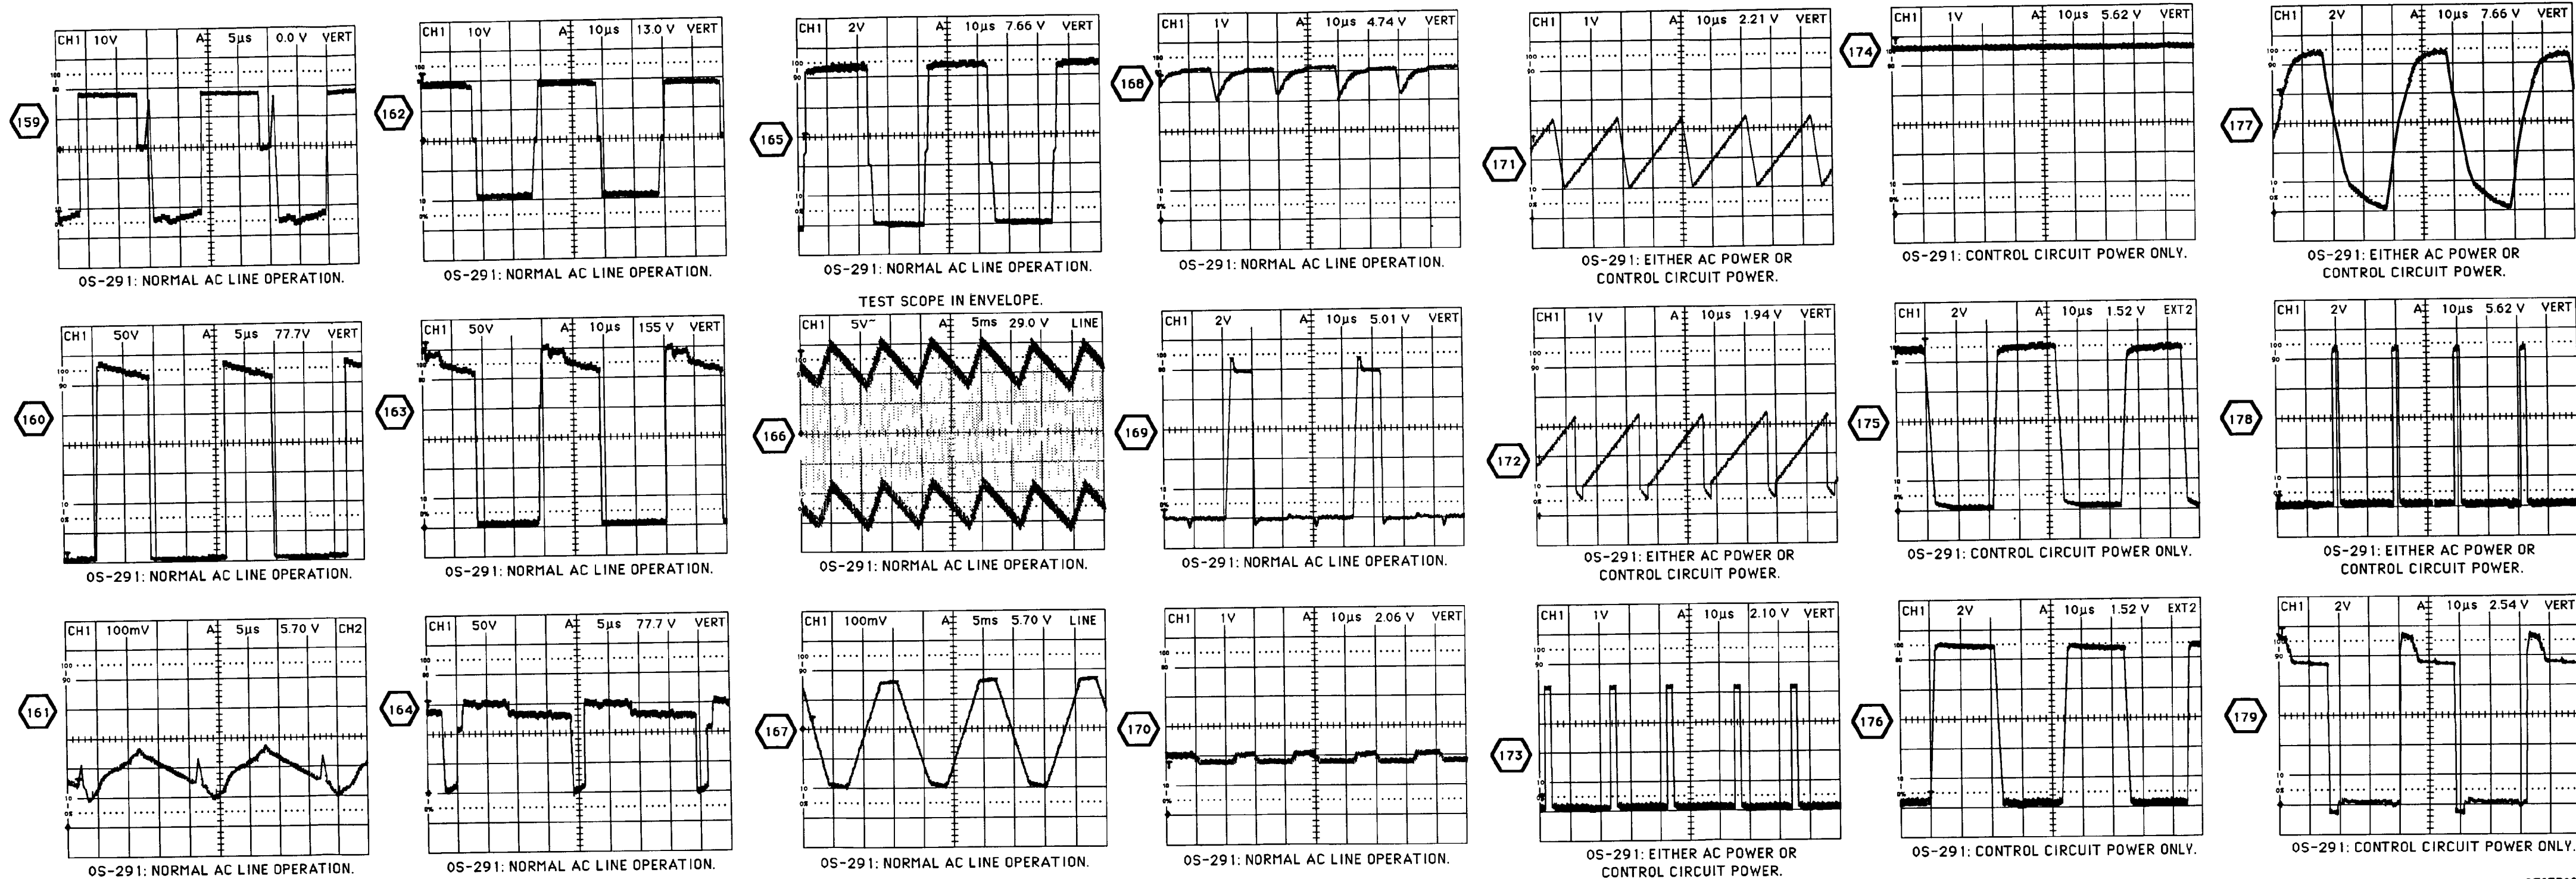 CH1 10V A 5µs 0.0 V VERT
159
OS-291: NORMAL AC LINE OPERATION.
CH1 10V A 10µs 13.0 V VERT
162
OS-291: NORMAL AC LINE OPERATION.
CH1 2V A 10µs 7.66 V VERT
165
OS-291: NORMAL AC LINE OPERATION.
CH1 1V A 10µs 4.74 V VERT
168
OS-291: NORMAL AC LINE OPERATION.
CH1 1V A 10µs 2.21 V VERT
171
OS-291: EITHER AC POWER OR
CONTROL CIRCUIT POWER.
CH1 1V A 10µs 5.62 V VERT
174
OS-291: CONTROL CIRCUIT POWER ONLY.
CH1 2V A 10µs 7.66 V VERT
177
OS-291: EITHER AC POWER OR
CONTROL CIRCUIT POWER.
CH1 50V A 5µs 77.7V VERT
160
OS-291: NORMAL AC LINE OPERATION.
CH1 50V A 10µs 155 V VERT
163
OS-291: NORMAL AC LINE OPERATION.
TEST SCOPE IN ENVELOPE.
CH1 5V~ A 5ms 29.0 V LINE
166
OS-291: NORMAL AC LINE OPERATION.
CH1 2V A 10µs 5.01 V VERT
169
OS-291: NORMAL AC LINE OPERATION.
CH1 1V A 10µs 1.94 V VERT
172
OS-291: EITHER AC POWER OR
CONTROL CIRCUIT POWER.
CH1 2V A 10µs 1.52 V EXT2
175
OS-291: CONTROL CIRCUIT POWER ONLY.
CH1 2V A 10µs 5.62 V VERT
178
OS-291: EITHER AC POWER OR
CONTROL CIRCUIT POWER.
CH1 100mV A 5µs 5.70 V CH2
161
OS-291: NORMAL AC LINE OPERATION.
CH1 50V A 5µs 77.7 V VERT
164
OS-291: NORMAL AC LINE OPERATION.
CH1 100mV A 5ms 5.70 V LINE
167
OS-291: NORMAL AC LINE OPERATION.
CH1 1V A 10µs 2.06 V VERT
170
OS-291: NORMAL AC LINE OPERATION.
CH1 1V A 10µs 2.10 V VERT
173
OS-291: EITHER AC POWER OR
CONTROL CIRCUIT POWER.
CH1 2V A 10µs 1.52 V EXT2
176
OS-291: CONTROL CIRCUIT POWER ONLY.
CH1 2V A 10µs 2.54 V VERT
179
OS-291: CONTROL CIRCUIT POWER ONLY.